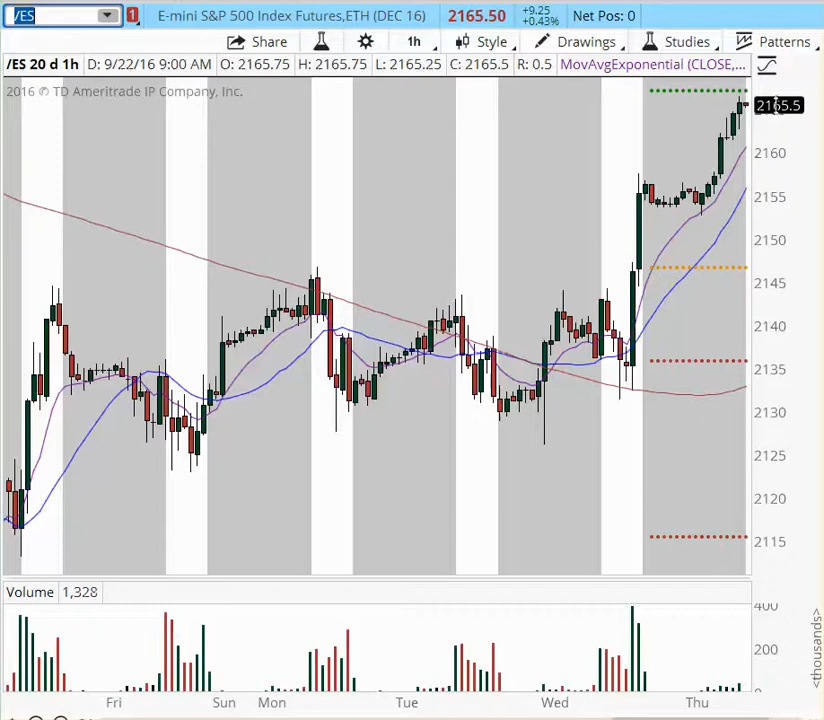 /ES 1 E-mini S&P 500 Index Futures,ETH (DEC 16) 2165.50 +9.25 +0.43% Net Pos: 0
Share 1h Style Drawings Studies Patterns
/ES 20 d 1h D: 9/22/16 9:00 AM O: 2165.75 H: 2165.75 L: 2165.25 C: 2165.5 R: 0.5 MovAvgExponential (CLOSE,...
2016 © TD Ameritrade IP Company, Inc.
2165.5
2160
2155
2150
2145
2140
2135
2130
2125
2120
2115
Volume 1,328
400
200
0
<thousands>
Fri Sun Mon Tue Wed Thu